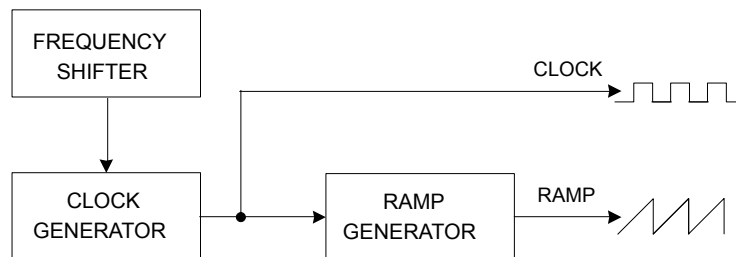 FREQUENCY
SHIFTER
CLOCK
CLOCK
GENERATOR
RAMP
GENERATOR
RAMP